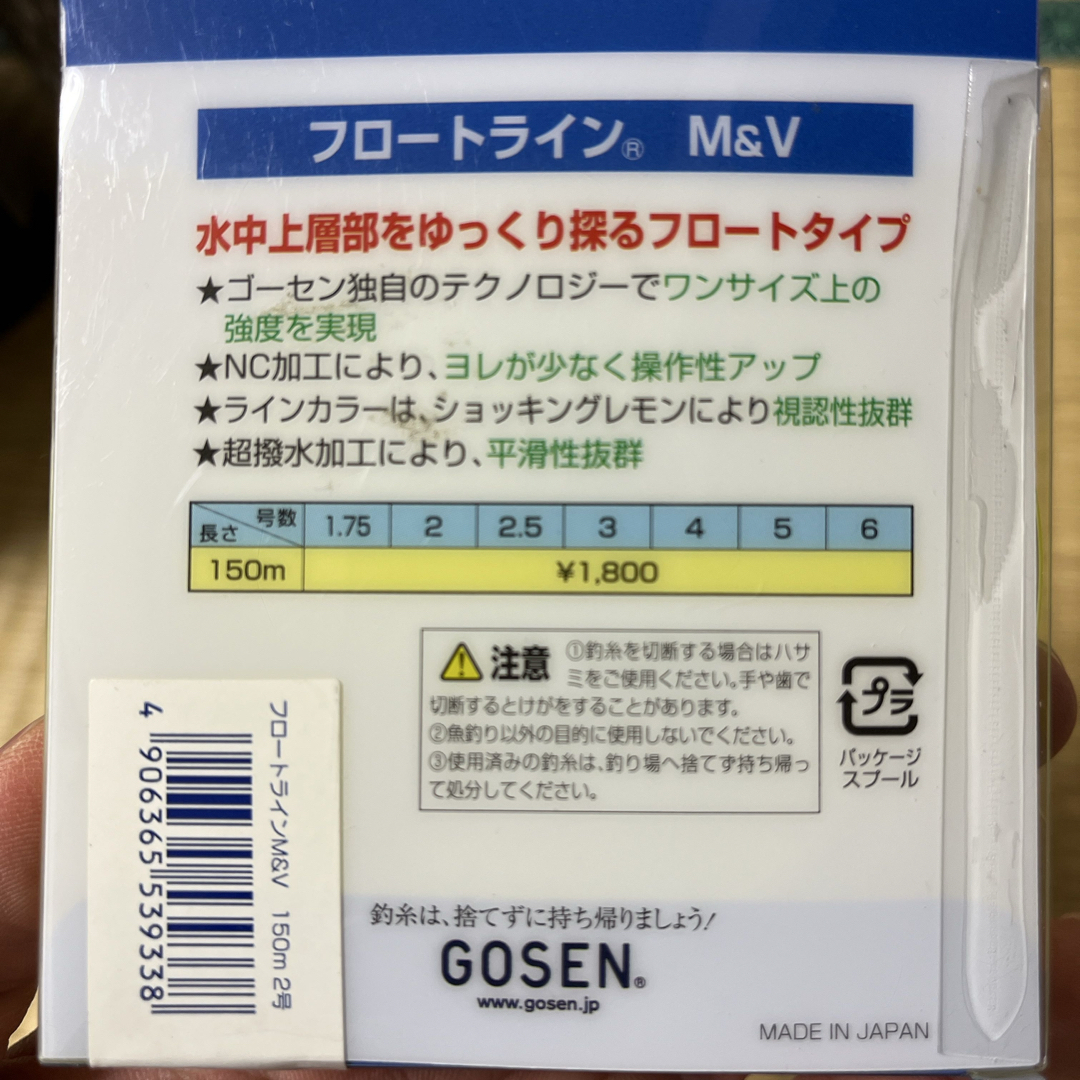 フロートライン® M&V
水中上層部をゆっくり探るフロートタイプ
★ゴーセン独自のテクノロジーでワンサイズ上の
強度を実現
★NC加工により、ヨレが少なく操作性アップ
★ラインカラーは、ショッキングレモンにより視認性抜群
★超撥水加工により、平滑性抜群
長さ 号数 1.75 2 2.5 3 4 5 6
150m ¥1,800
注意 ①釣糸を切断する場合はハサ
ミをご使用ください。手や歯で
切断するとけがをすることがあります。
②魚釣り以外の目的に使用しないでください。
③使用済みの釣糸は、釣り場へ捨てず持ち帰っ
て処分してください。
プラ
パッケージ
スプール
フロートラインM&V 150m 2号
4 906365 539338
釣糸は、捨てずに持ち帰りましょう!
GOSEN®
www.gosen.jp
MADE IN JAPAN